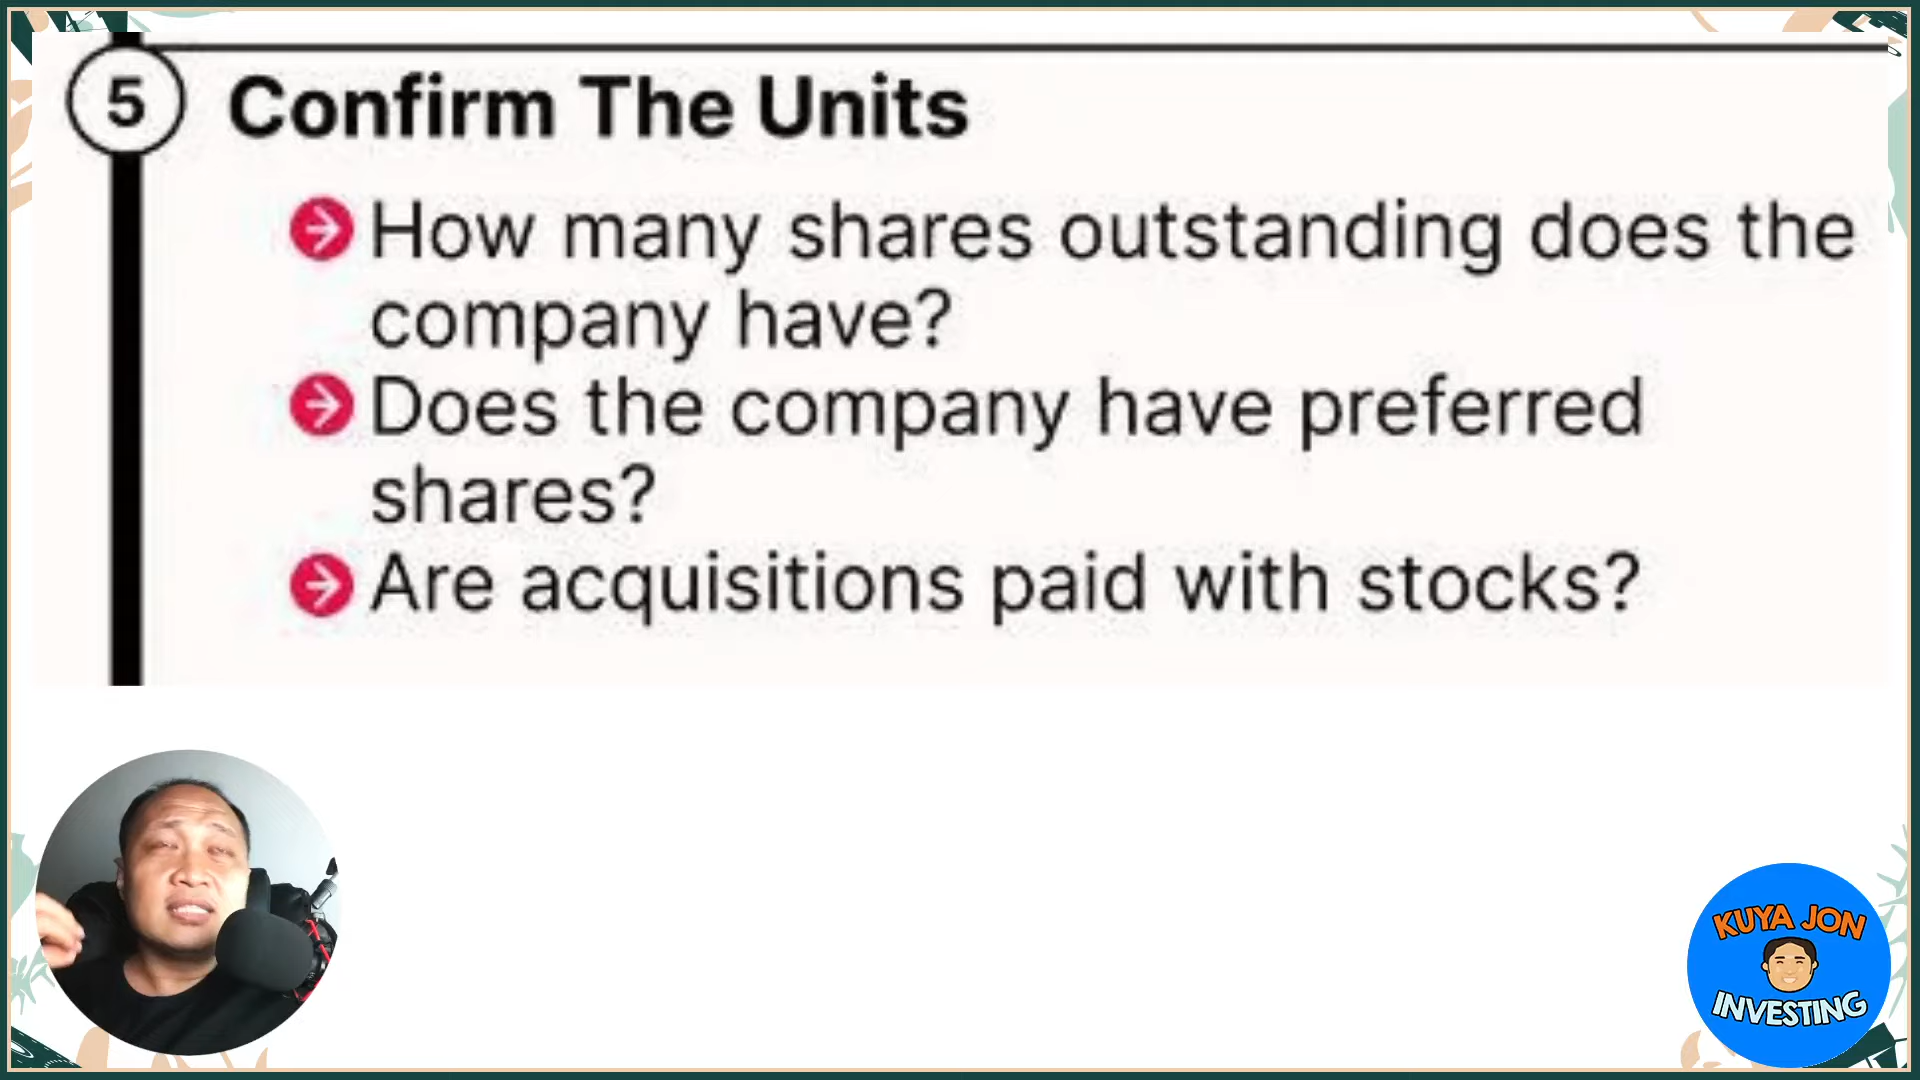 5 Confirm The Units
How many shares outstanding does the
company have?
Does the company have preferred
shares?
Are acquisitions paid with stocks?
KUYA JON
INVESTING